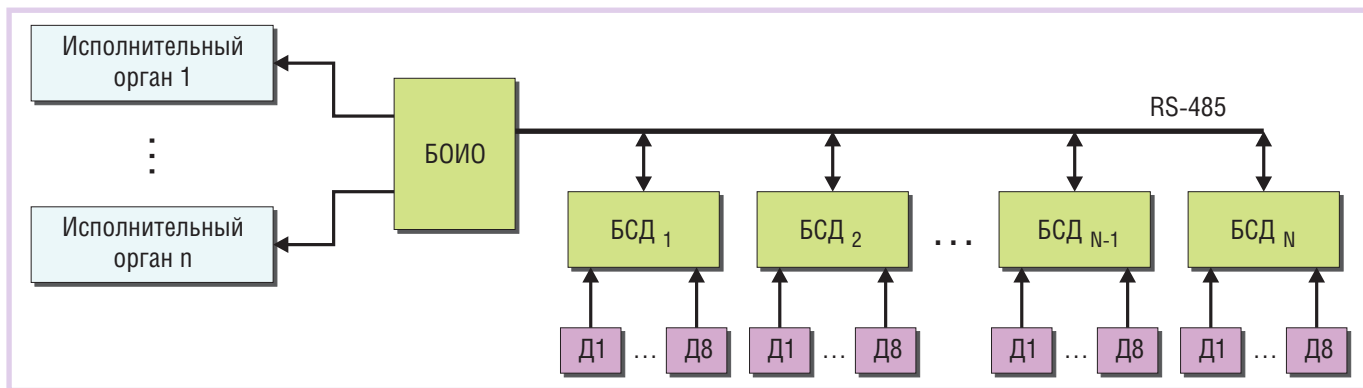 Исполнительный
орган 1
⋮
Исполнительный
орган n
БОИО
RS-485
БСД 1
БСД 2
...
БСД N-1
БСД N
Д1 ... Д8
Д1 ... Д8
Д1 ... Д8
Д1 ... Д8